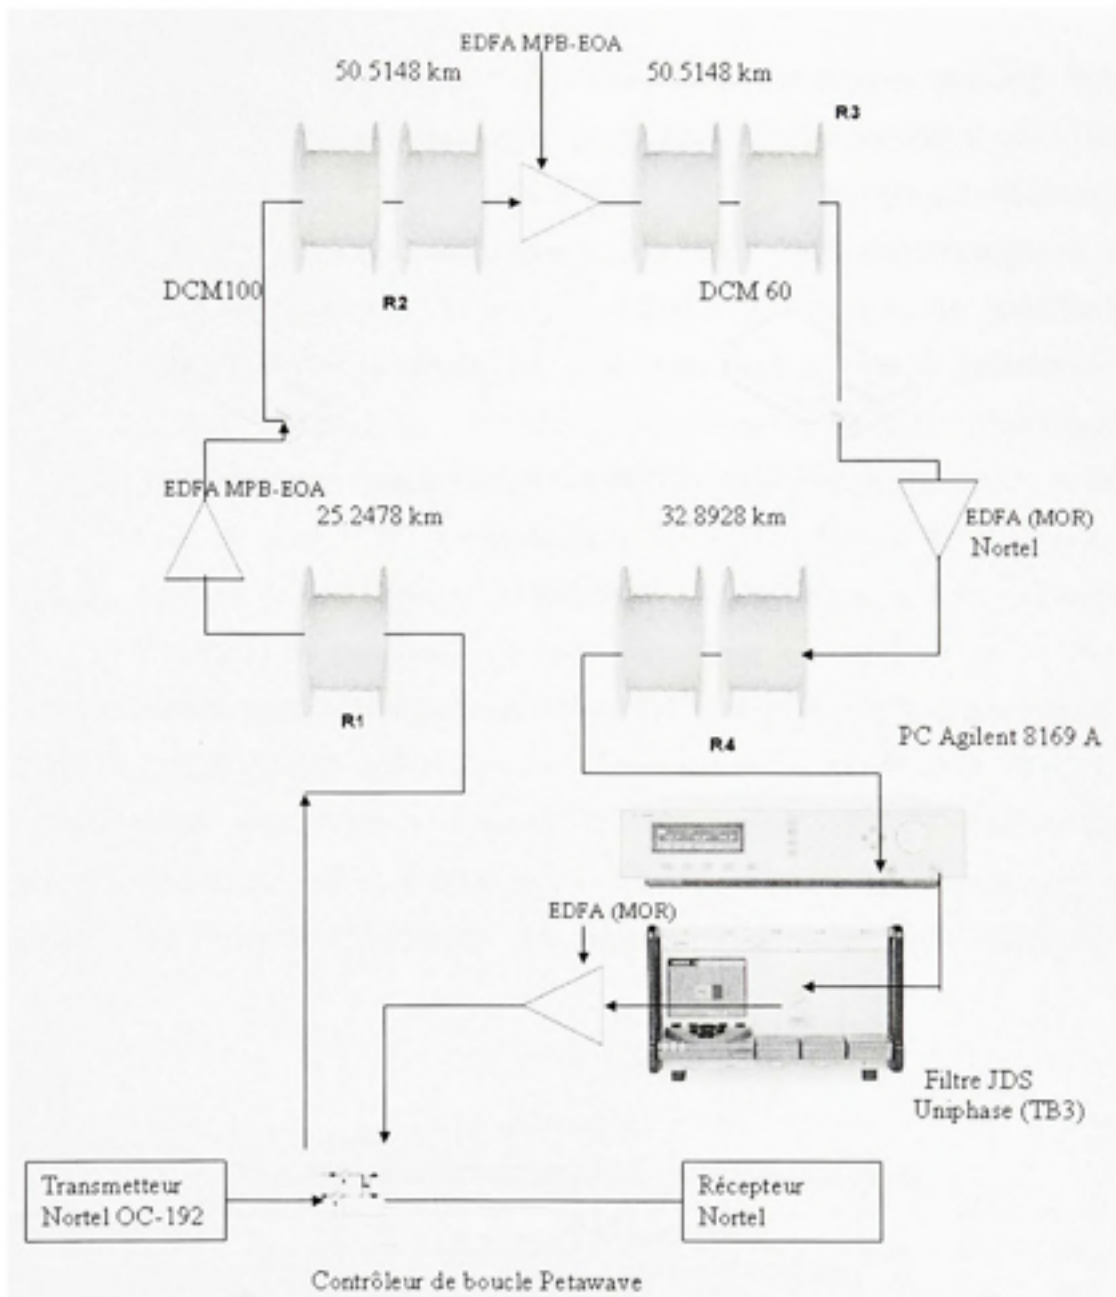 EDFA MPB-EOA
50.5148 km
50.5148 km
R3
DCM100
R2
DCM 60
EDFA MPB-EOA
25.2478 km
32.8928 km
EDFA (MOR)
Nortel
R1
R4
PC Agilent 8169 A
EDFA (MOR)
Filtre JDS
Uniphase (TB3)
Transmetteur
Nortel OC-192
Récepteur
Nortel
Contrôleur de boucle Petawave